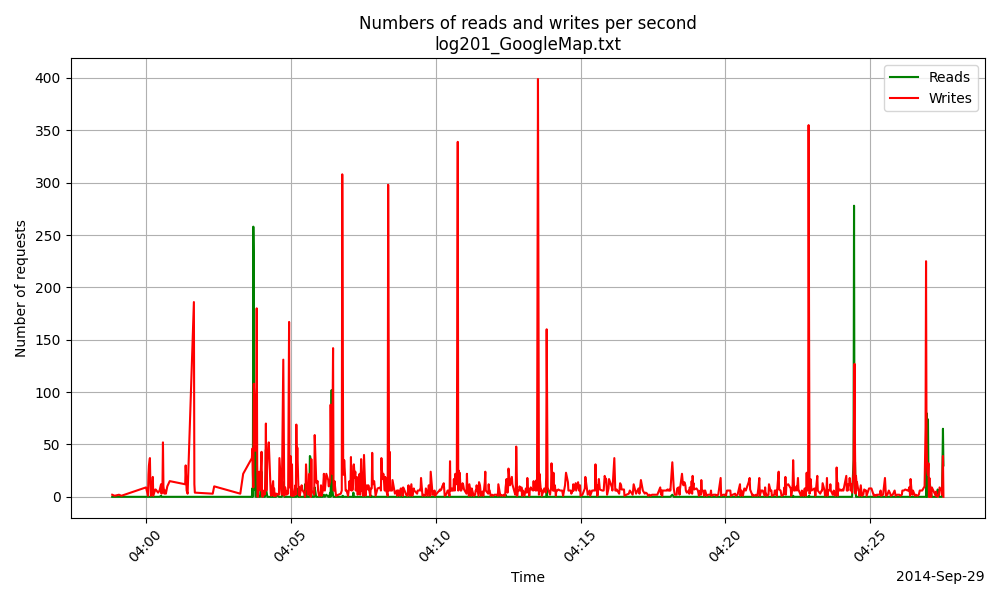 Numbers of reads and writes per second
log201_GoogleMap.txt
Reads
Writes
Number of requests
400
350
300
250
200
150
100
50
0
04:00
04:05
04:10
04:15
04:20
04:25
Time
2014-Sep-29